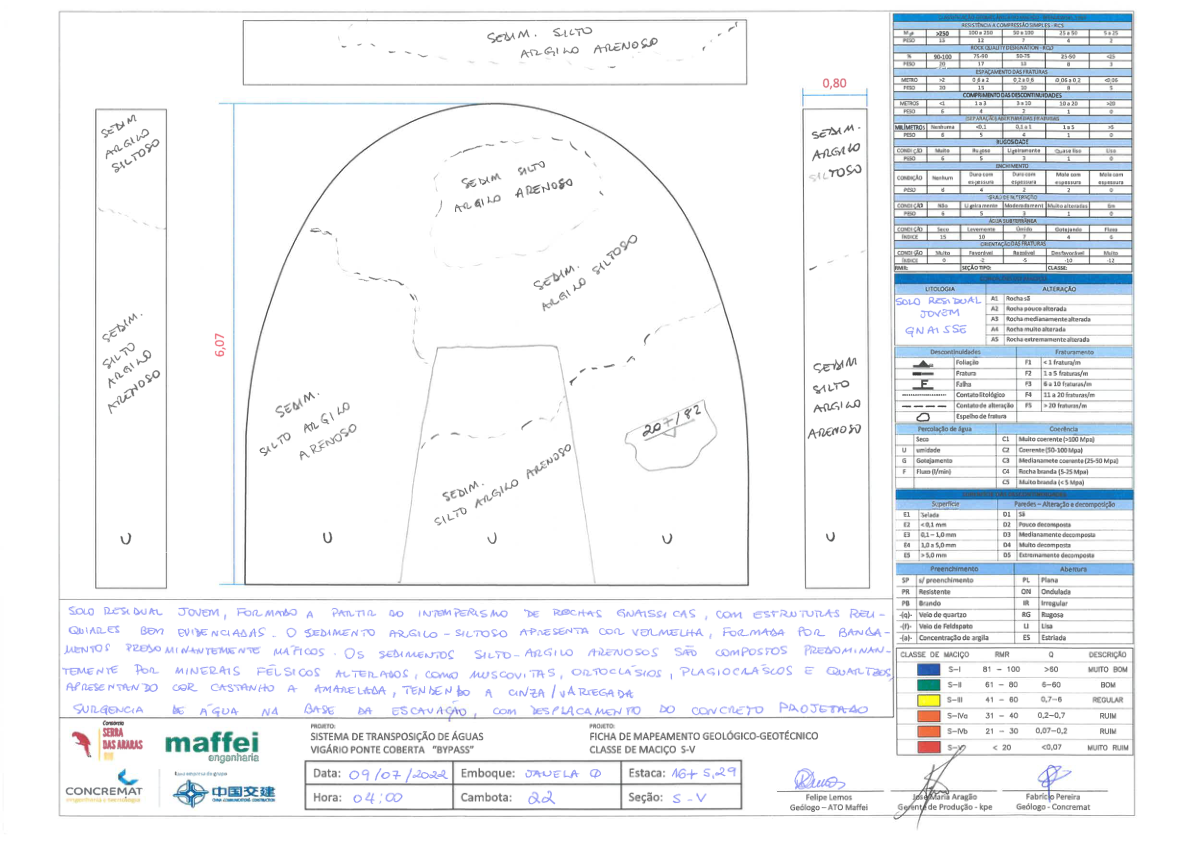 SEDIM. SILTO
ARGILO ARENOSO
0,80
SEDIM
ARGILO
SILTOSO
SEDIM.
ARGILO
SILTOSO
SEDIM SILTO
ARGILO ARENOSO
SEDIM.
ARGILO SILTOSO
6,07
SEDIM.
SILTO
ARGILO
ARENOSO
SEDIM.
SILTO ARGILO
ARENOSO
SEDIM.
SILTO ARGILO ARENOSO
207/82
SEDIM
SILTO
ARGILO
ARENOSO
U
U
U
U
U
SOLO RESIDUAL JOVEM, FORMADO A PARTIR DO INTEMPERISMO DE ROCHAS GNAISSICAS, COM ESTRUTURAS RELI-
QUIARES BEM EVIDENCIADAS. O SEDIMENTO ARGILO-SILTOSO APRESENTA COR VERMELHA, FORMADA POR BANDA-
MENTOS PREDOMINANTEMENTE MÁFICOS. OS SEDIMENTOS SILTO-ARGILO ARENOSOS SÃO COMPOSTOS PREDOMINAN-
TEMENTE POR MINERAIS FÉLSICOS ALTERADOS, COMO MUSCOVITAS, ORTOCLÁSIOS, PLAGIOCLÁSIOS E QUARTZOS,
APRESENTANDO COR CASTANHO A AMARELADA, TENDENDO A CINZA/VARIEGADA
SURGENCIA DE ÁGUA NA BASE DA ESCAVAÇÃO, COM DESPLACAMENTO DO CONCRETO PROJETADO
RESISTÊNCIA A COMPRESSÃO SIMPLES - RCS
>250 100 a 250 50 a 100 25 a 50 5 a 25
PESO 15 12 7 4 2
ROCK QUALITY DESIGNATION - RQD
% 90-100 75-90 50-75 25-50 <25
PESO 20 17 13 8 3
ESPAÇAMENTO DAS FRATURAS
METRO >2 0,6 a 2 0,2 a 0,6 0,06 a 0,2 <0,06
PESO 20 15 10 8 5
COMPRIMENTO DAS DESCONTINUIDADES
METROS <1 1 a 3 3 a 10 10 a 20 >20
PESO 6 4 2 1 0
MILÍMETROS Nenhuma <0,1 0,1 a 1 1 a 5 >5
PESO 6 5 4 1 0
RUGOSIDADE
CONDIÇÃO Muito Rugosa Ligeiramente Quase lisa Lisa
PESO 6 5 3 1 0
ENCHIMENTO
CONDIÇÃO Nenhum Duro com espessura Duro com espessura Mole com espessura Mole com espessura
PESO 6 4 2 2 0
GRAU DE ALTERAÇÃO
CONDIÇÃO Não Ligeiramente Moderadament Muito alteradas Em
PESO 6 5 3 1 0
ÁGUA SUBTERRÂNEA
CONDIÇÃO Seco Levemente Úmido Gotejando Fluxo
ÍNDICE 15 10 7 4 0
ORIENTAÇÃO DAS FRATURAS
CONDIÇÃO Muito Favorável Razoável Desfavorável Muito
ÍNDICE 0 -2 -5 -10 -12
RMR: SEÇÃO TIPO: CLASSE:
LITOLOGIA ALTERAÇÃO
SOLO RESIDUAL
JOVEM
GNAISSE
A1 Rocha sã
A2 Rocha pouco alterada
A3 Rocha medianamente alterada
A4 Rocha muito alterada
A5 Rocha extremamente alterada
Descontinuidades Fraturamento
Foliação F1 < 1 fratura/m
Fratura F2 1 a 5 fraturas/m
F Falha F3 6 a 10 fraturas/m
Contato litológico F4 11 a 20 fraturas/m
Contato de alteração F5 > 20 fraturas/m
Espelho de fratura
Percolação de água Coerência
Seco C1 Muito coerente (>100 Mpa)
U umidade C2 Coerente (50-100 Mpa)
G Gotejamento C3 Medianamete coerente (25-50 Mpa)
F Fluxo (l/min) C4 Rocha branda (5-25 Mpa)
C5 Muito branda (< 5 Mpa)
Superfície Paredes – Alteração e decomposição
E1 Selada D1 Sã
E2 < 0,1 mm D2 Pouco decomposta
E3 0,1 – 1,0 mm D3 Medianamente decomposta
E4 1,0 a 5,0 mm D4 Muito decomposta
E5 > 5,0 mm D5 Extremamente decomposta
Preenchimento Abertura
SP s/ preenchimento PL Plana
PR Resistente ON Ondulada
PB Brando IR Irregular
-(q)- Veio de quartzo RG Rugosa
-(f)- Veio de Feldspato LI Lisa
-(a)- Concentração de argila ES Estriada
CLASSE DE MACIÇO RMR Q DESCRIÇÃO
S-I 81 – 100 >60 MUITO BOM
S-II 61 – 80 6-60 BOM
S-III 41 – 60 0,7-6 REGULAR
S-IVa 31 – 40 0,2-0,7 RUIM
S-IVb 21 – 30 0,07-0,2 RUIM
S-V < 20 <0,07 MUITO RUIM
Consórcio
SERRA
DAS ARARAS
maffei
engenharia
CONCREMAT
engenharia e tecnologia
Equipe empresa do grupo
中国交建
CHINA COMMUNICATIONS CONSTRUCTION
PROJETO:
SISTEMA DE TRANSPOSIÇÃO DE ÁGUAS
VIGÁRIO PONTE COBERTA "BYPASS"
PROJETO:
FICHA DE MAPEAMENTO GEOLÓGICO-GEOTÉCNICO
CLASSE DE MACIÇO S-V
Data: 09/07/2022 Emboque: JANELA Estaca: 16+5,29
Hora: 04:00 Cambota: 22 Seção: S-V
Felipe Lemos
Geólogo – ATO Maffei
José Maria Aragão
Gerente de Produção - kpe
Fabrício Pereira
Geólogo - Concremat